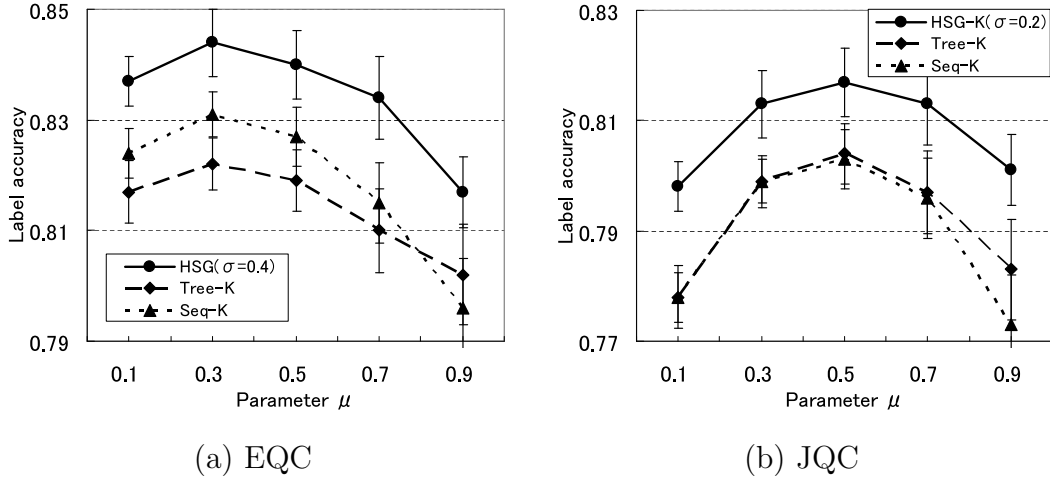 0.85
0.83
0.81
0.79
Label accuracy
HSG(σ=0.4)
Tree-K
Seq-K
0.1 0.3 0.5 0.7 0.9
Parameter μ
(a) EQC
0.83
0.81
0.79
0.77
Label accuracy
HSG-K(σ=0.2)
Tree-K
Seq-K
0.1 0.3 0.5 0.7 0.9
Parameter μ
(b) JQC